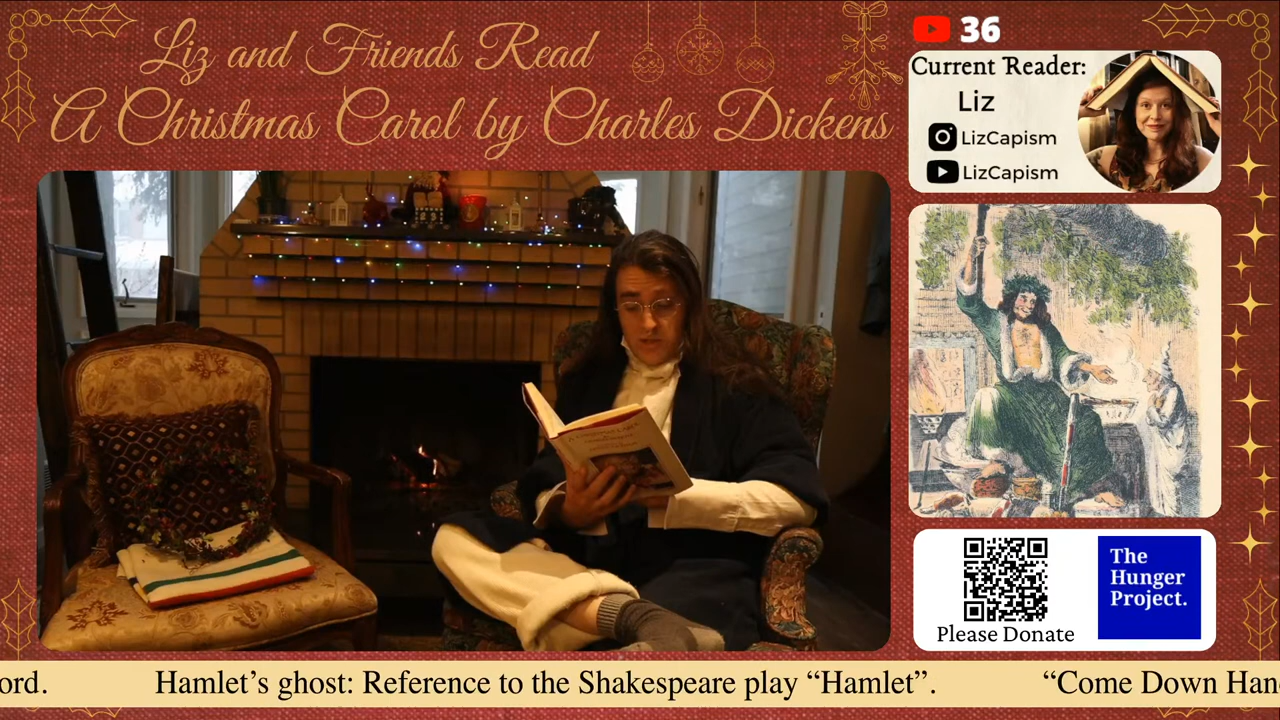 Liz and Friends Read
A Christmas Carol by Charles Dickens
36
Current Reader:
Liz
LizCapism
LizCapism
The
Hunger
Project.
Please Donate
ord. Hamlet’s ghost: Reference to the Shakespeare play “Hamlet”. “Come Down Han